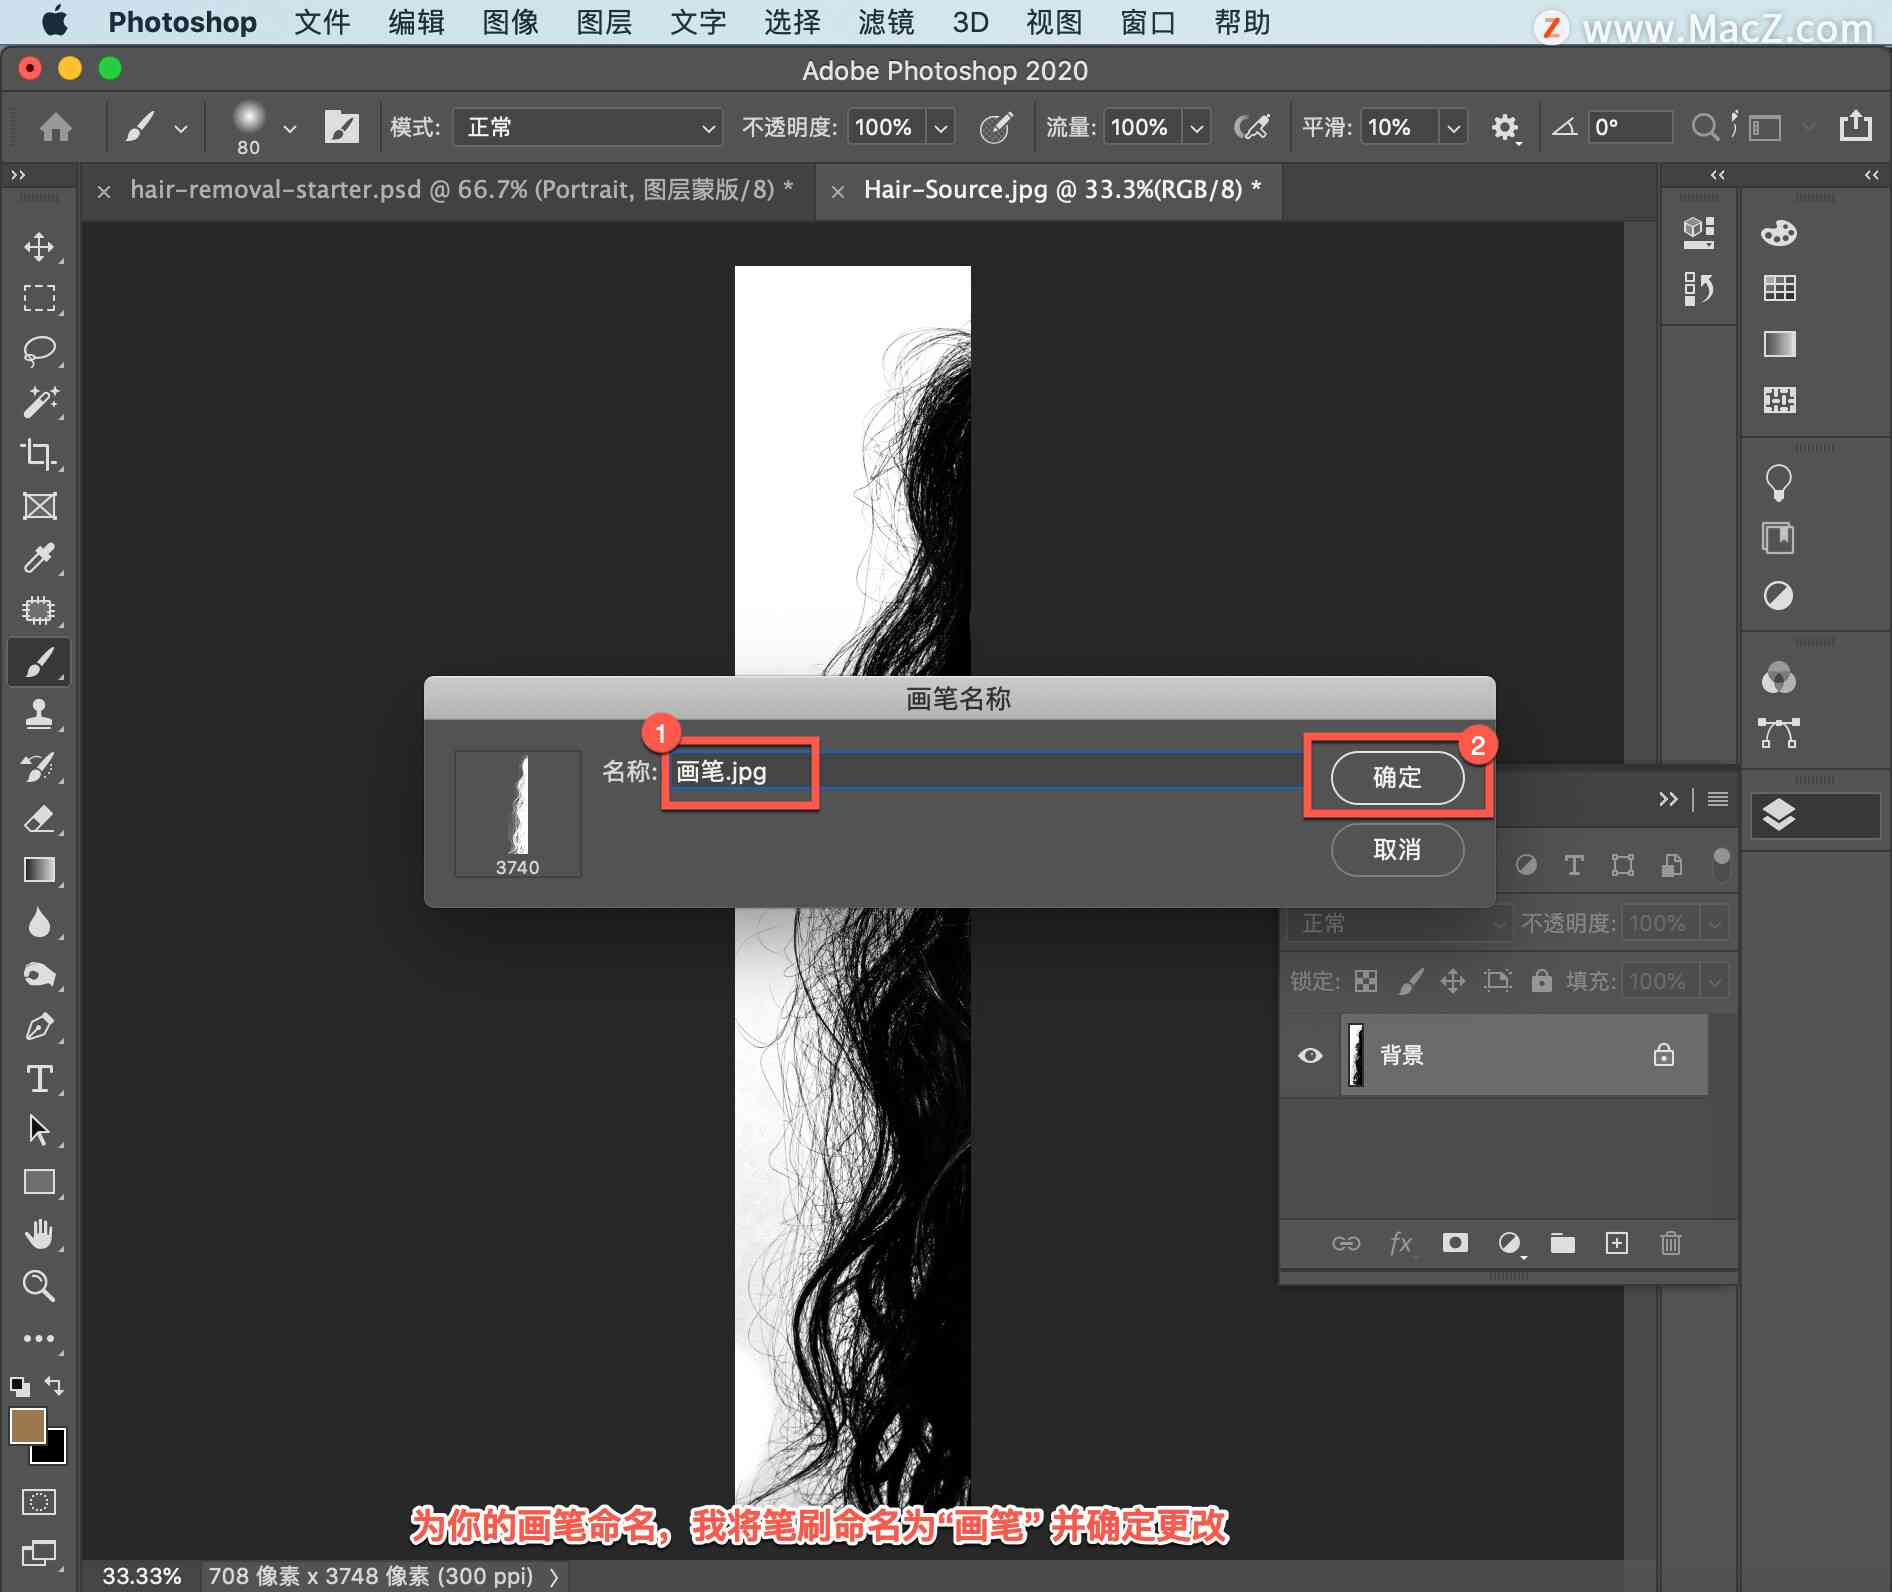 Photoshop 文件 编辑 图像 图层 文字 选择 滤镜 3D 视图 窗口 帮助
Z www.MacZ.com
Adobe Photoshop 2020
80 模式: 正常 不透明度: 100% 流量: 100% 平滑: 10% 0°
hair-removal-starter.psd @ 66.7% (Portrait, 图层蒙版/8) *
Hair-Source.jpg @ 33.3%(RGB/8) *
画笔名称
1
2
名称: 画笔.jpg
确定
取消
3740
正常 不透明度: 100%
锁定: 填充: 100%
背景
fx
为你的画笔命名，我将笔刷命名为“画笔” 并确定更改
33.33% 708 像素 x 3748 像素 (300 ppi)